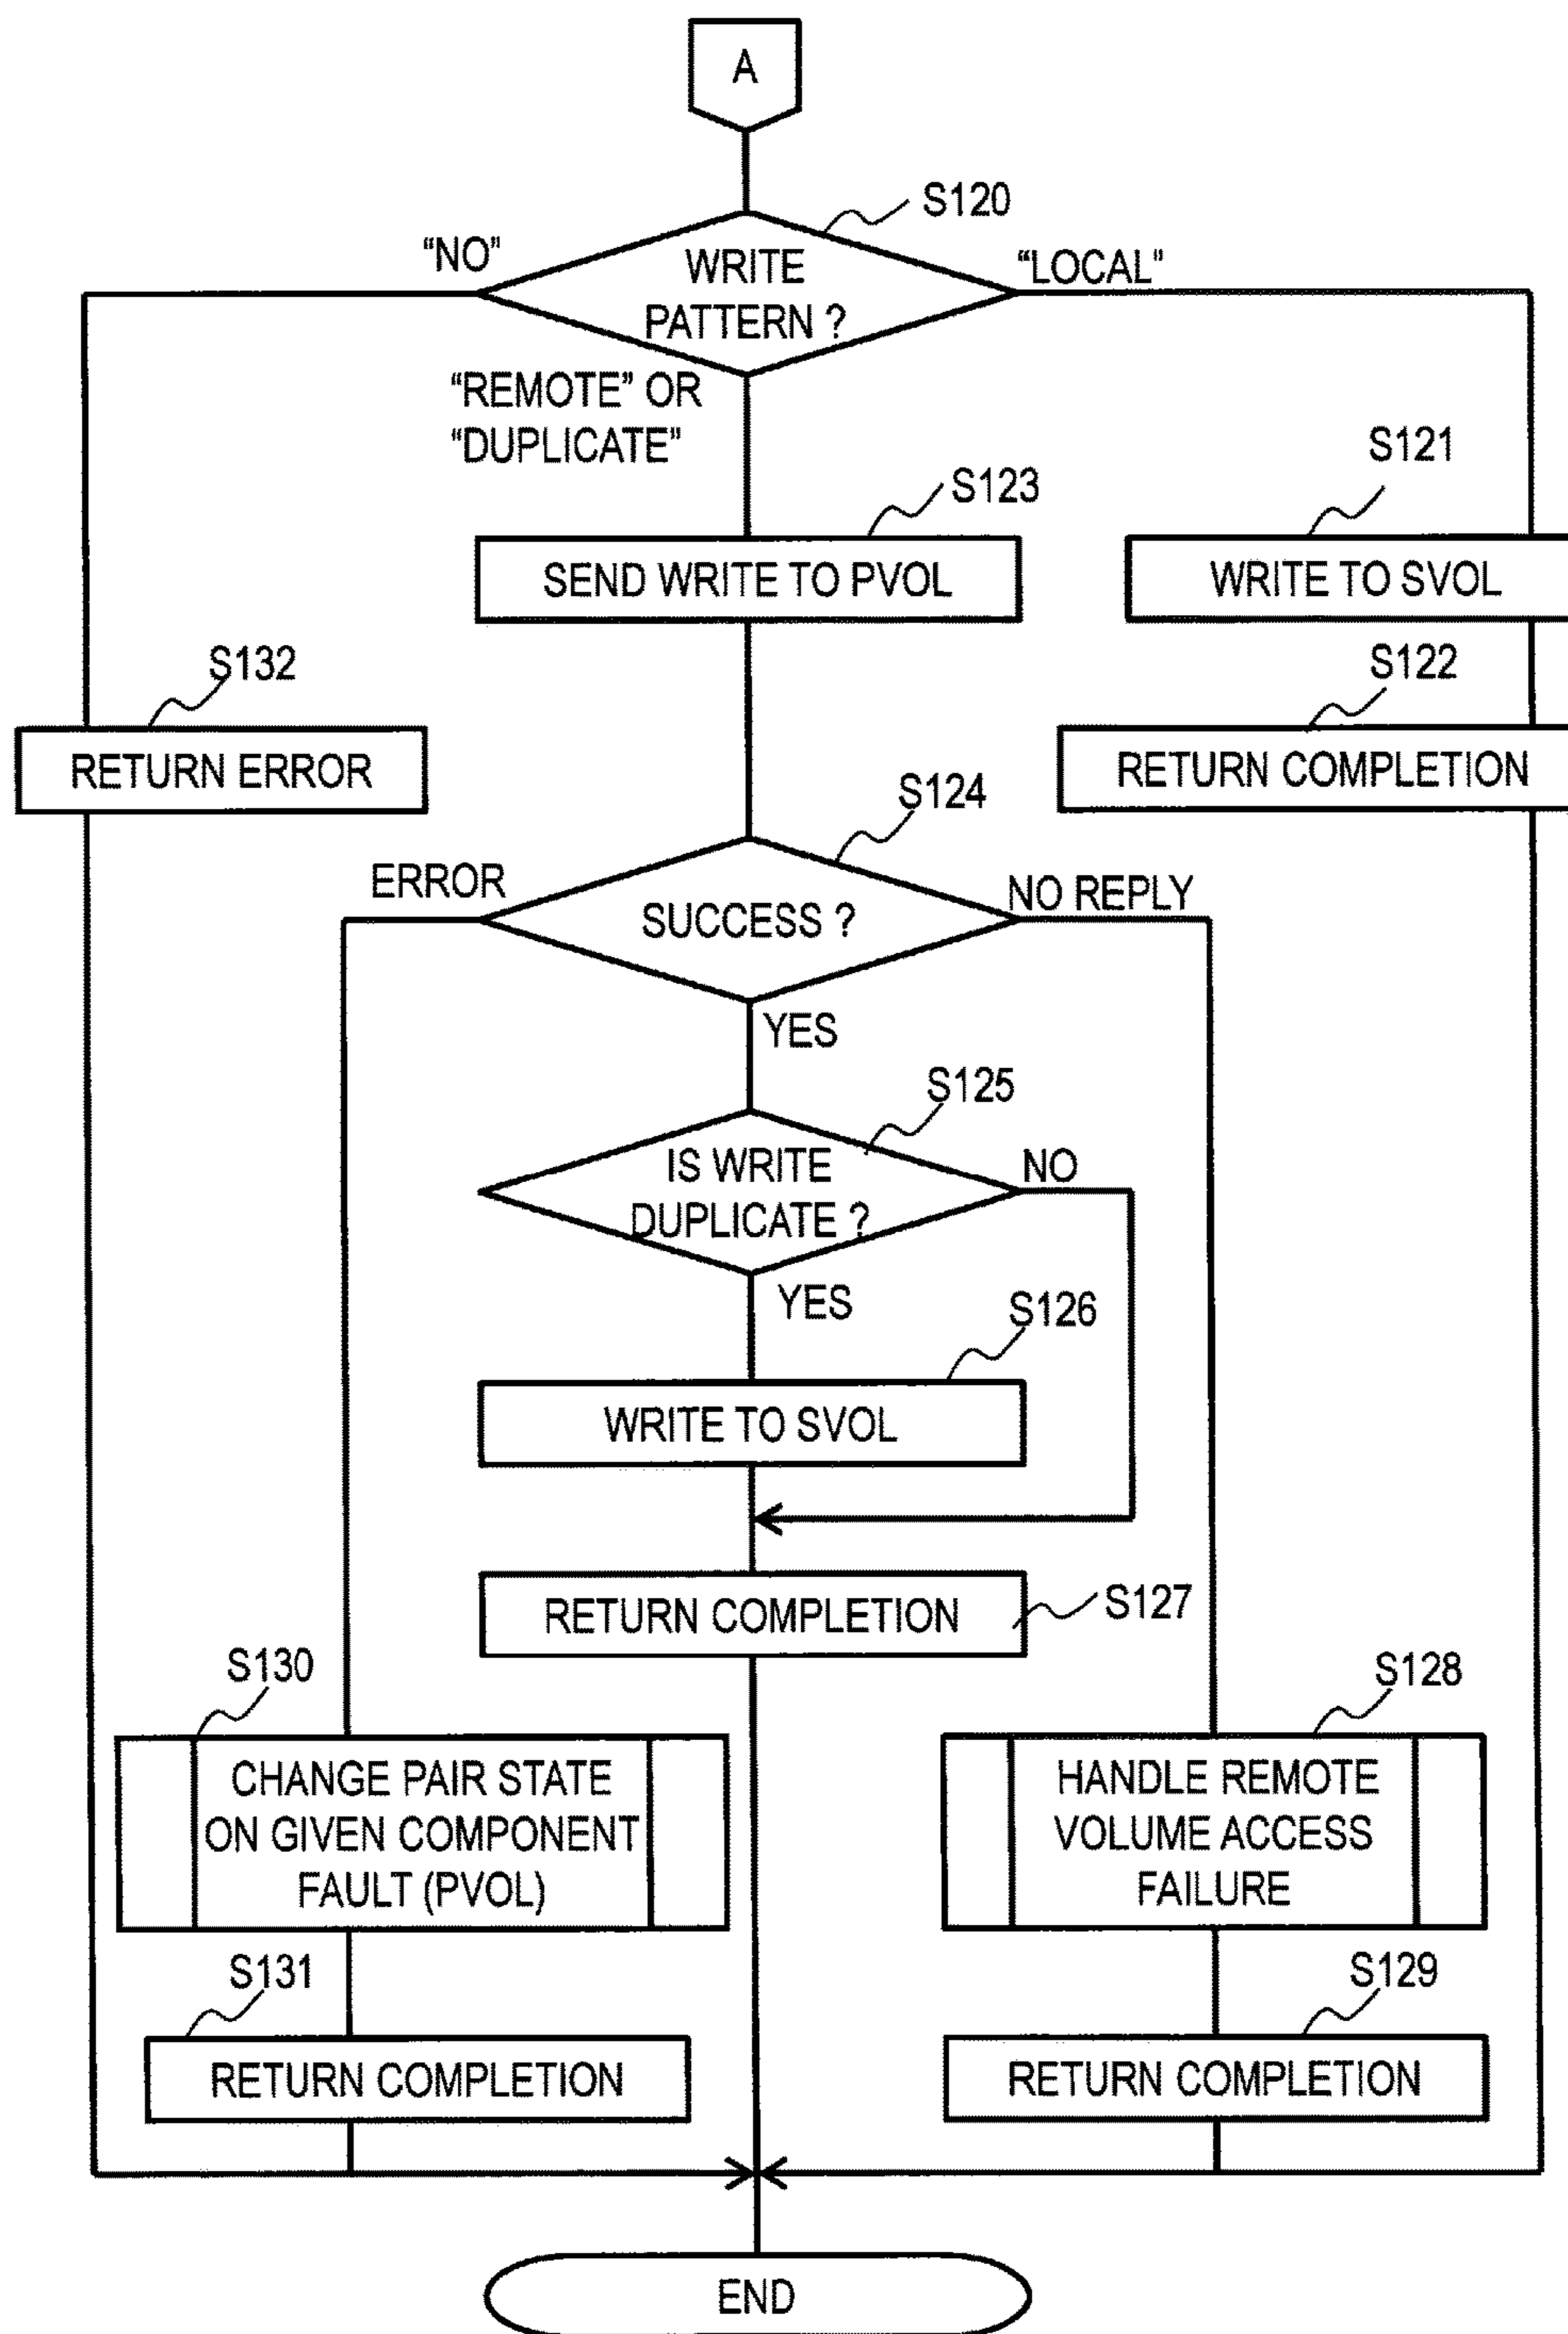 A
S120
"NO"
WRITE
PATTERN ?
"LOCAL"
"REMOTE" OR
"DUPLICATE"
S123
SEND WRITE TO PVOL
S121
WRITE TO SVOL
S132
RETURN ERROR
S122
RETURN COMPLETION
S124
ERROR
SUCCESS ?
NO REPLY
YES
S125
IS WRITE
DUPLICATE ?
NO
YES
S126
WRITE TO SVOL
RETURN COMPLETION
S127
S130
CHANGE PAIR STATE
ON GIVEN COMPONENT
FAULT (PVOL)
S128
HANDLE REMOTE
VOLUME ACCESS
FAILURE
S131
RETURN COMPLETION
S129
RETURN COMPLETION
END